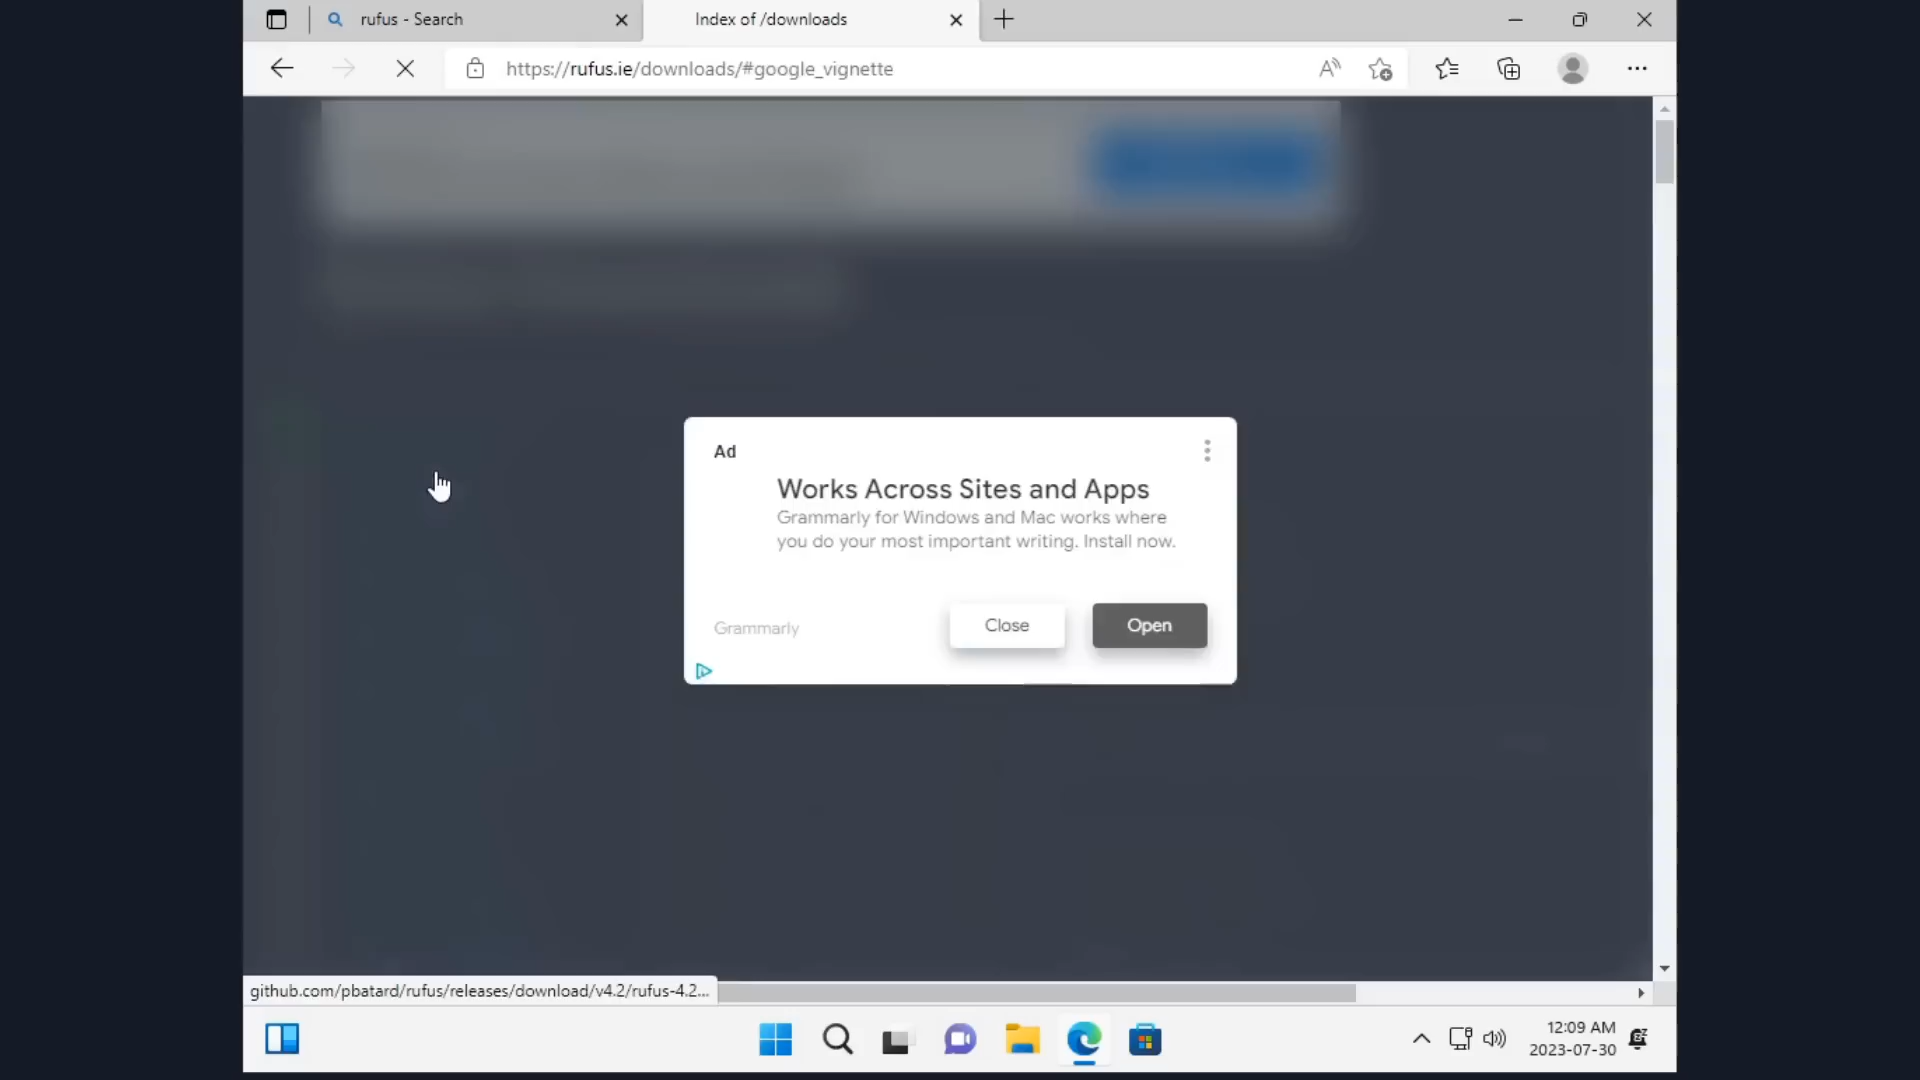 rufus - Search
Index of /downloads
https://rufus.ie/downloads/#google_vignette
Ad
Works Across Sites and Apps
Grammarly for Windows and Mac works where
you do your most important writing. Install now.
Grammarly
Close
Open
github.com/pbatard/rufus/releases/download/v4.2/rufus-4.2...
12:09 AM
2023-07-30